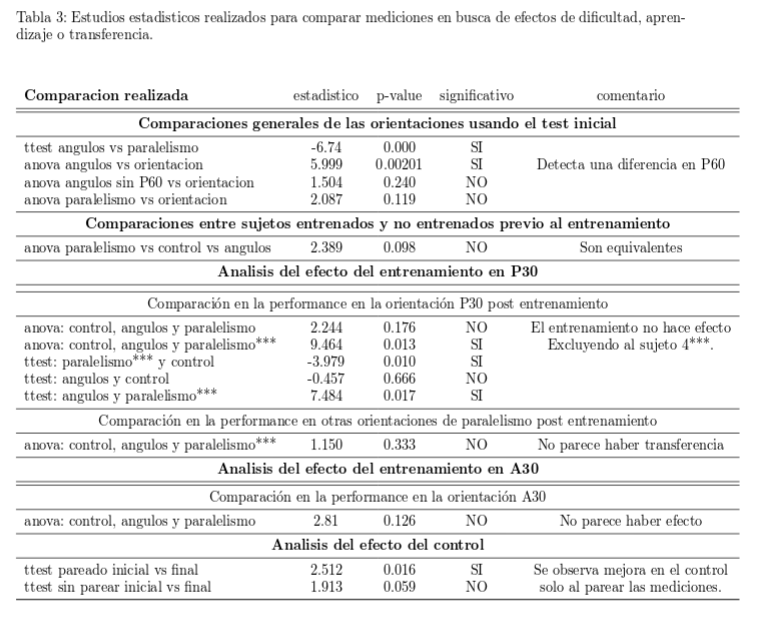 Tabla 3: Estudios estadisticos realizados para comparar mediciones en busca de efectos de dificultad, apren-
dizaje o transferencia.
Comparacion realizada estadistico p-value significativo comentario
Comparaciones generales de las orientaciones usando el test inicial
ttest angulos vs paralelismo -6.74 0.000 SI
anova angulos vs orientacion 5.999 0.00201 SI Detecta una diferencia en P60
anova angulos sin P60 vs orientacion 1.504 0.240 NO
anova paralelismo vs orientacion 2.087 0.119 NO
Comparaciones entre sujetos entrenados y no entrenados previo al entrenamiento
anova paralelismo vs control vs angulos 2.389 0.098 NO Son equivalentes
Analisis del efecto del entrenamiento en P30
Comparación en la performance en la orientación P30 post entrenamiento
anova: control, angulos y paralelismo 2.244 0.176 NO El entrenamiento no hace efecto
anova: control, angulos y paralelismo*** 9.464 0.013 SI Excluyendo al sujeto 4***.
ttest: paralelismo*** y control -3.979 0.010 SI
ttest: angulos y control -0.457 0.666 NO
ttest: angulos y paralelismo*** 7.484 0.017 SI
Comparación en la performance en otras orientaciones de paralelismo post entrenamiento
anova: control, angulos y paralelismo*** 1.150 0.333 NO No parece haber transferencia
Analisis del efecto del entrenamiento en A30
Comparación en la performance en la orientación A30
anova: control, angulos y paralelismo 2.81 0.126 NO No parece haber efecto
Analisis del efecto del control
ttest pareado inicial vs final 2.512 0.016 SI Se observa mejora en el control
ttest sin parear inicial vs final 1.913 0.059 NO solo al parear las mediciones.